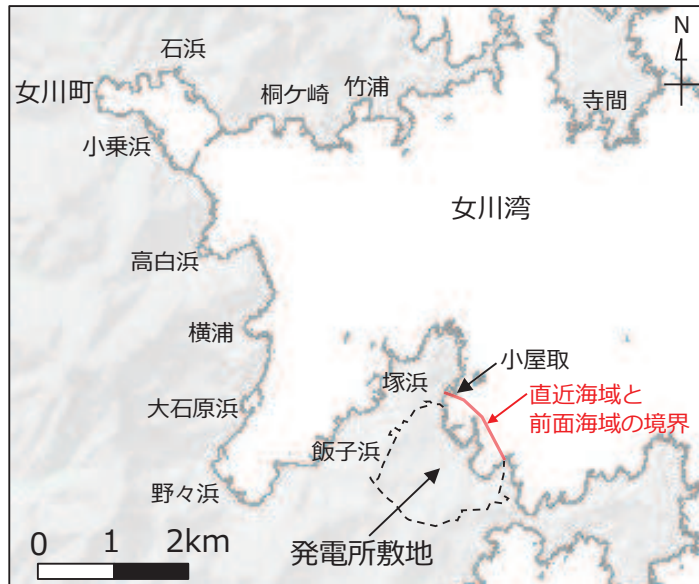 石浜
N
女川町
桐ケ崎
竹浦
寺間
小乗浜
女川湾
高白浜
横浦
小屋取
塚浜
直近海域と
前面海域の境界
大石原浜
飯子浜
野々浜
発電所敷地
0 1 2km